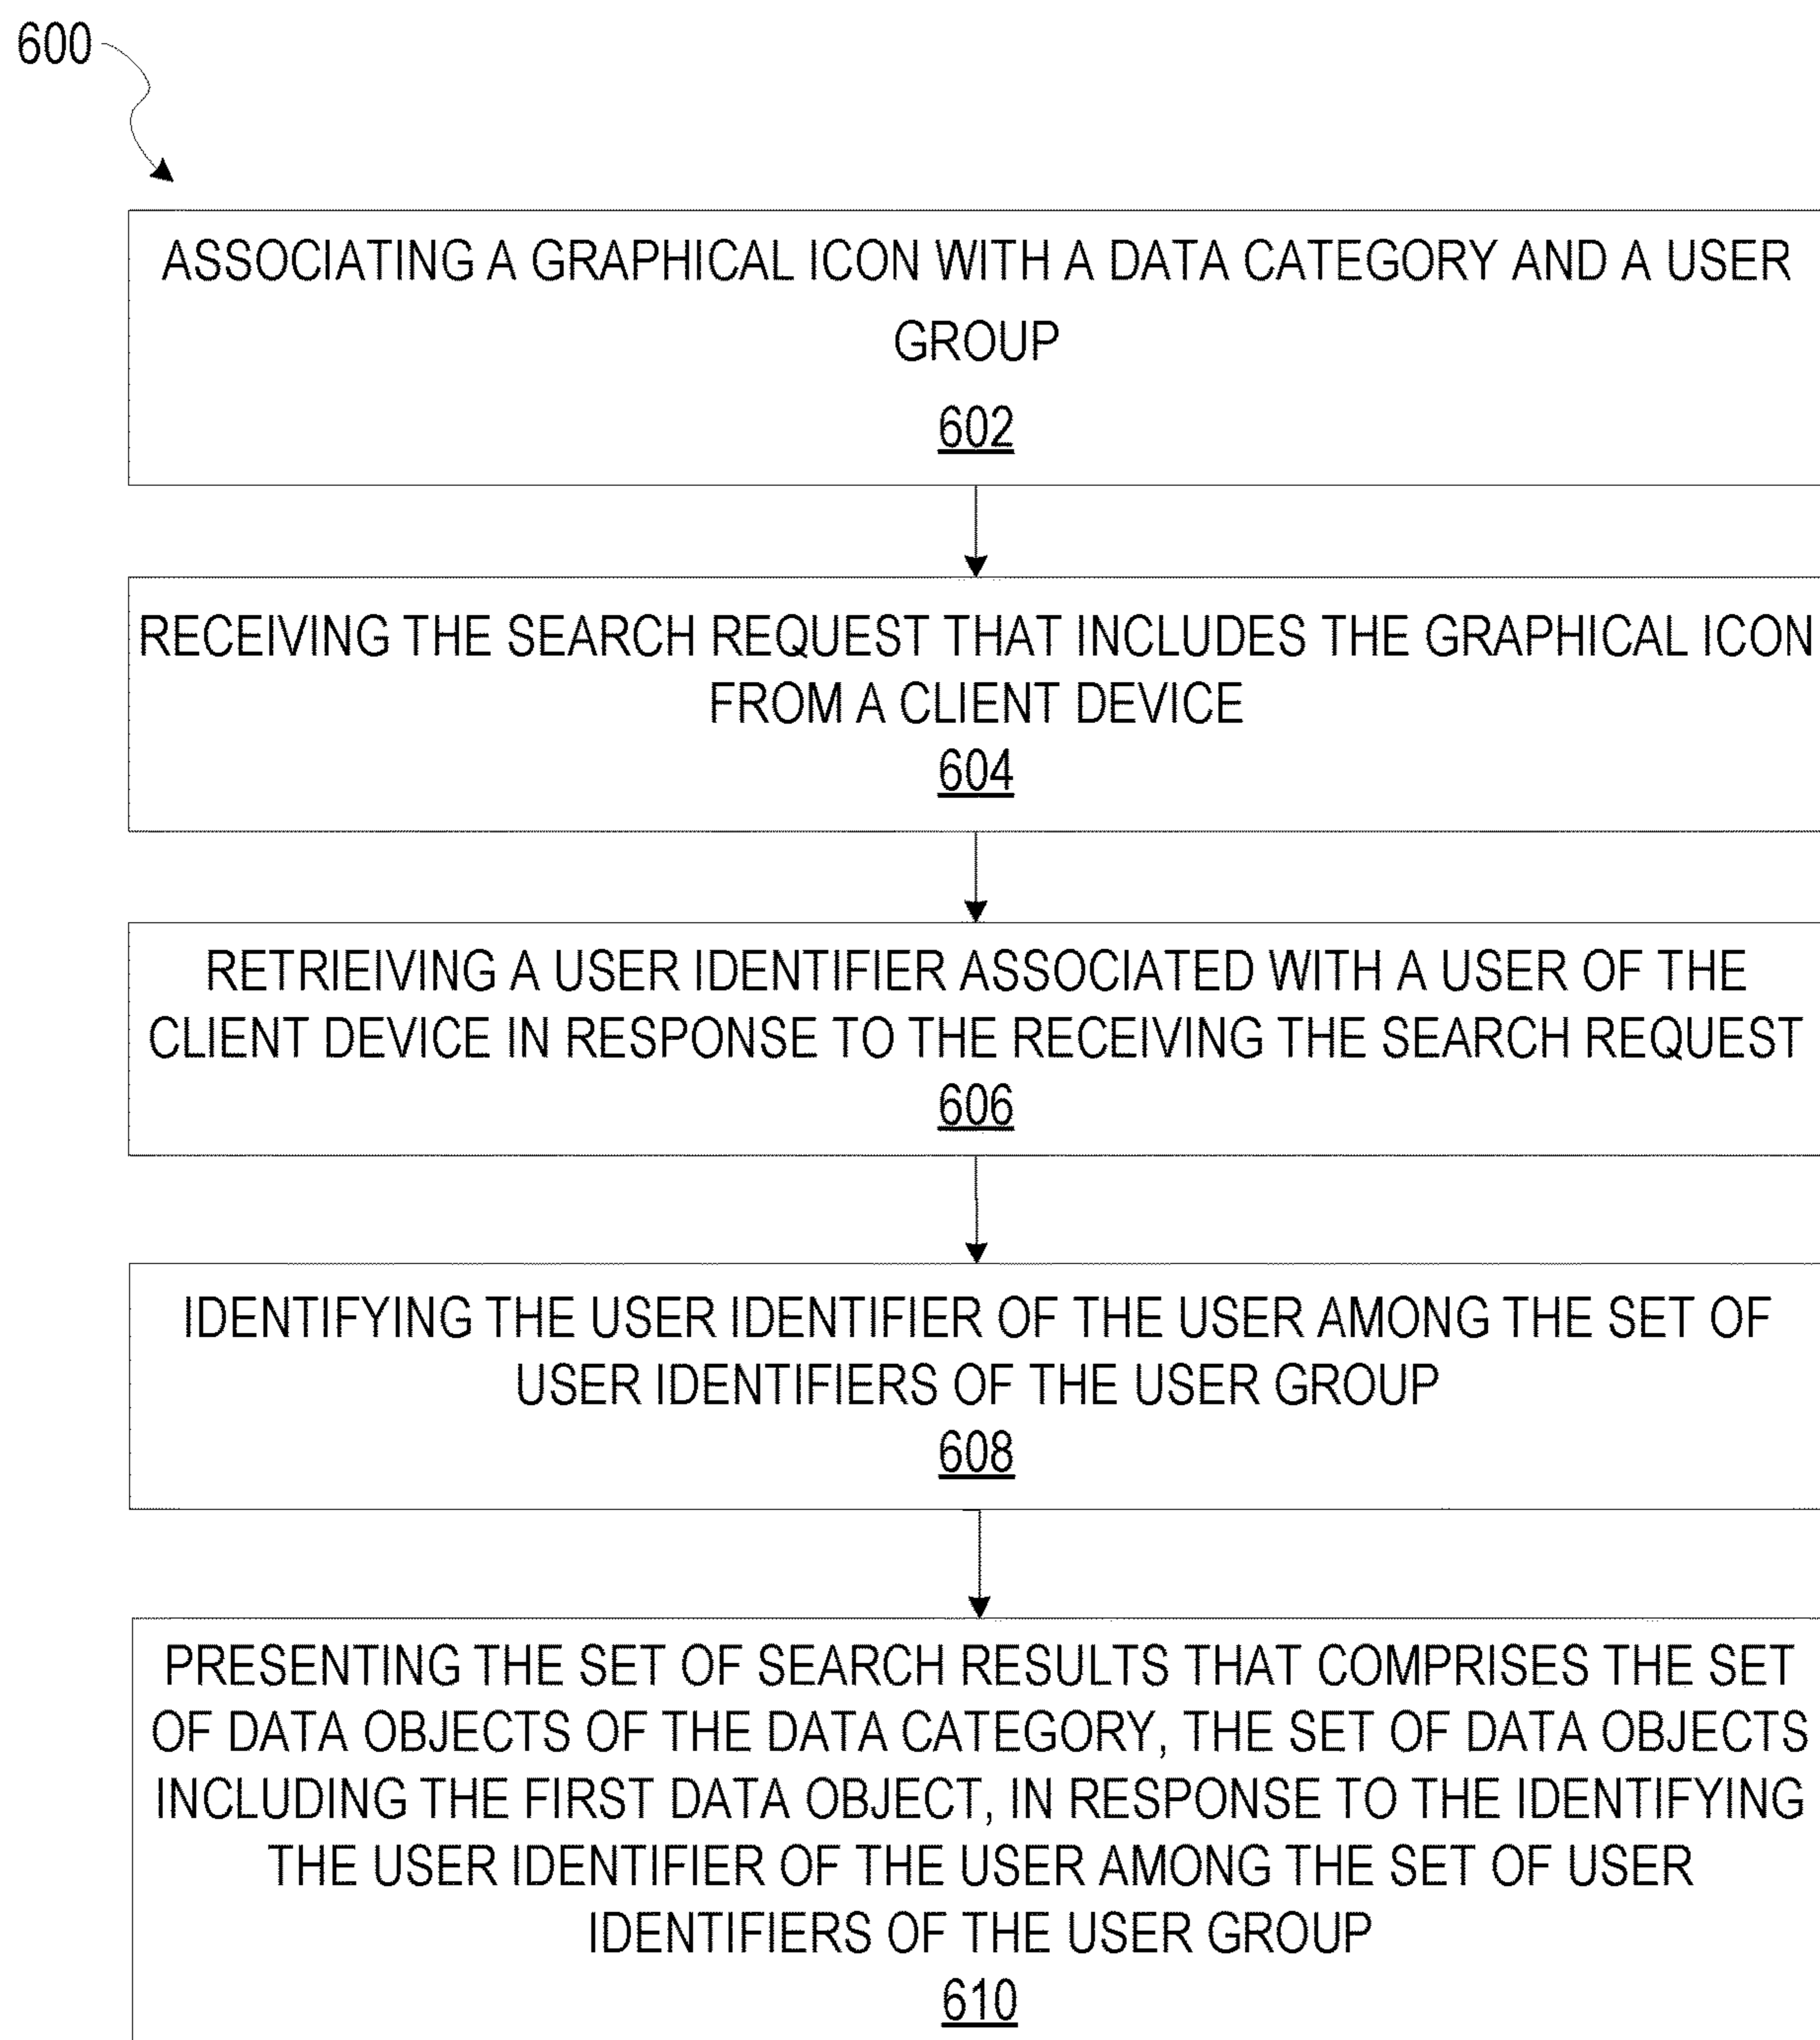 600
ASSOCIATING A GRAPHICAL ICON WITH A DATA CATEGORY AND A USER
GROUP
602
RECEIVING THE SEARCH REQUEST THAT INCLUDES THE GRAPHICAL ICON
FROM A CLIENT DEVICE
604
RETRIEIVING A USER IDENTIFIER ASSOCIATED WITH A USER OF THE
CLIENT DEVICE IN RESPONSE TO THE RECEIVING THE SEARCH REQUEST
606
IDENTIFYING THE USER IDENTIFIER OF THE USER AMONG THE SET OF
USER IDENTIFIERS OF THE USER GROUP
608
PRESENTING THE SET OF SEARCH RESULTS THAT COMPRISES THE SET
OF DATA OBJECTS OF THE DATA CATEGORY, THE SET OF DATA OBJECTS
INCLUDING THE FIRST DATA OBJECT, IN RESPONSE TO THE IDENTIFYING
THE USER IDENTIFIER OF THE USER AMONG THE SET OF USER
IDENTIFIERS OF THE USER GROUP
610